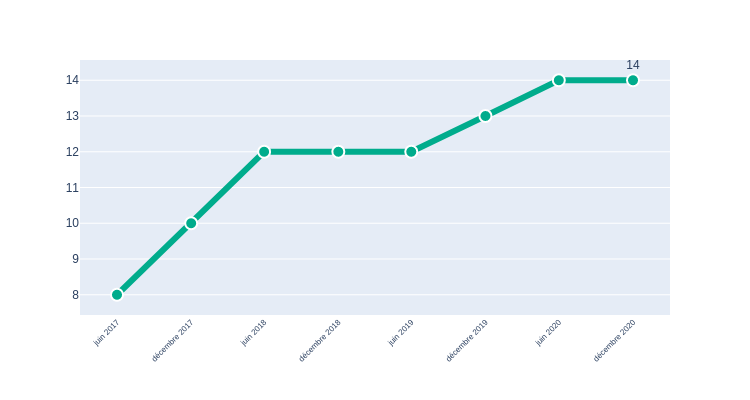 14
14
13
12
11
10
9
8
juin 2017
décembre 2017
juin 2018
décembre 2018
juin 2019
décembre 2019
juin 2020
décembre 2020